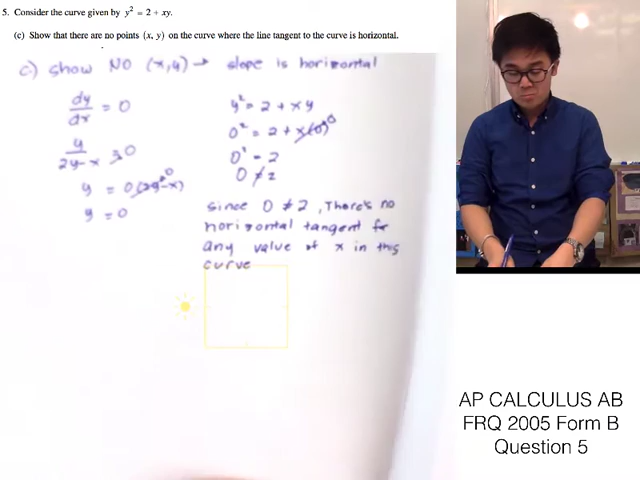 5. Consider the curve given by y² = 2 + xy.
(c) Show that there are no points (x, y) on the curve where the line tangent to the curve is horizontal.
c) show NO (x,y) → slope is horizontal
dy/dx = 0
y/2y-x = 0
y = 0(2y-x) 0
y = 0
y² = 2 + xy
0² = 2 + x(0) 0
0² = 2
0 ≠ 2
Since 0 ≠ 2, There's no
horizontal tangent for
any value of x in this
curve
AP CALCULUS AB
FRQ 2005 Form B
Question 5